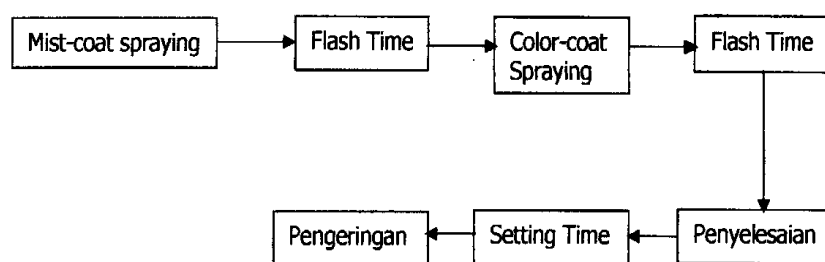 Mist-coat spraying
Flash Time
Color-coat
Spraying
Flash Time
Penyelesaian
Setting Time
Pengeringan